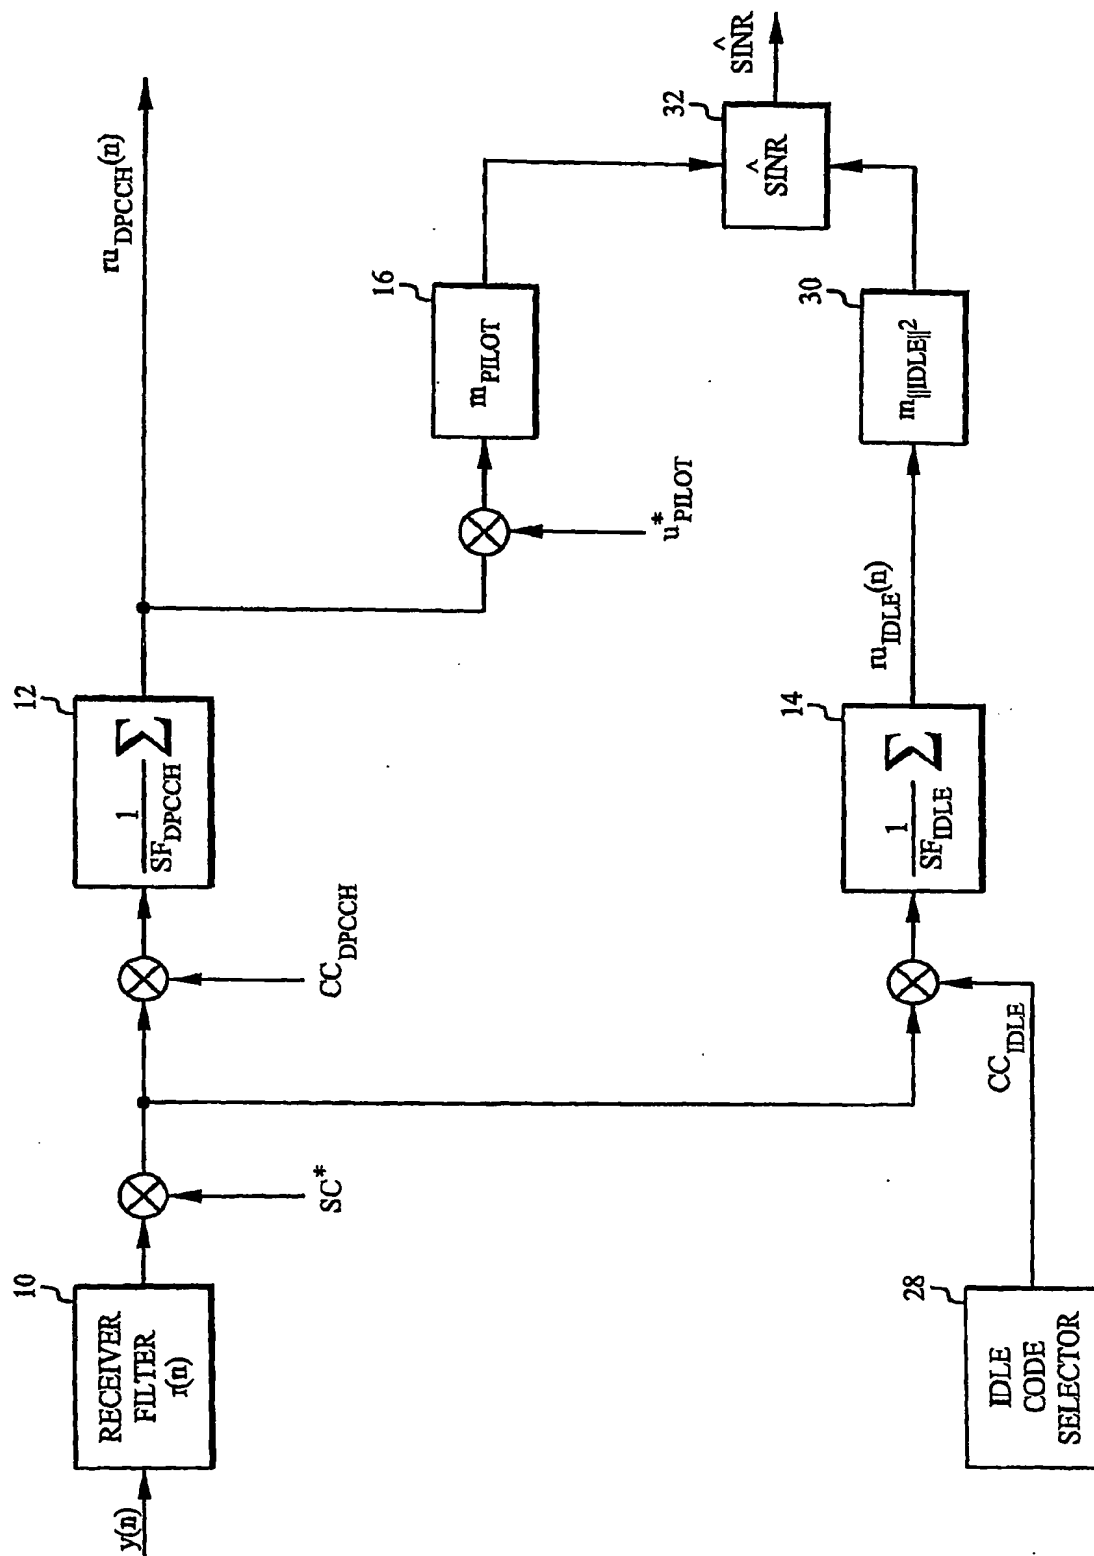 y(n)
10
RECEIVER
FILTER
r(n)
SC*
CC_DPCCH
12
1
SF_DPCCH
Σ
ru_DPCCH(n)
u*_PILOT
16
m_PILOT
32
^
SINR
^
SINR
28
IDLE
CODE
SELECTOR
CC_IDLE
14
1
SF_IDLE
Σ
ru_IDLE(n)
30
m_||IDLE||²